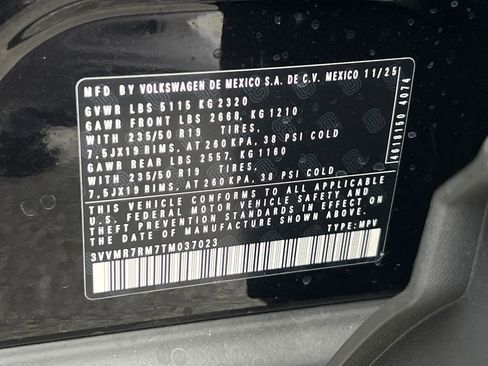 MFD BY VOLKSWAGEN DE MEXICO S.A. DE C.V. MEXICO 11/25
GVWR LBS 5115 KG 2320
GAWR FRONT LBS 2668, KG 1210
WITH 235/50 R19 TIRES,
7.5JX19 RIMS, AT 260 KPA, 38 PSI COLD
GAWR REAR LBS 2557, KG 1160
WITH 235/50 R19 TIRES,
7.5JX19 RIMS, AT 260 KPA, 38 PSI COLD
THIS VEHICLE CONFORMS TO ALL APPLICABLE
U.S. FEDERAL MOTOR VEHICLE SAFETY AND
THEFT PREVENTION STANDARDS IN EFFECT ON
THE DATE OF MANUFACTURE SHOWN ABOVE.
3VVMR7RM7TM037023 TYPE: MPV